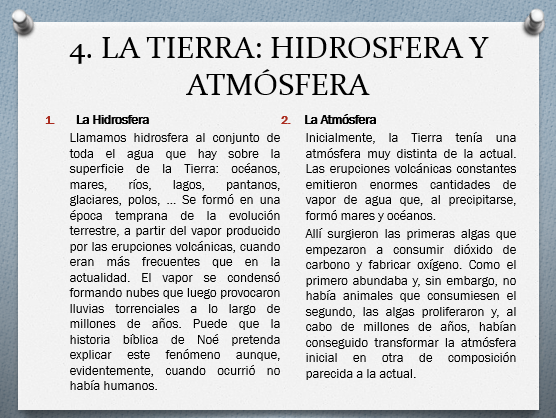 4. LA TIERRA: HIDROSFERA Y
ATMÓSFERA
1. La Hidrosfera
Llamamos hidrosfera al conjunto de
toda el agua que hay sobre la
superficie de la Tierra: océanos,
mares, ríos, lagos, pantanos,
glaciares, polos, ... Se formó en una
época temprana de la evolución
terrestre, a partir del vapor producido
por las erupciones volcánicas, cuando
eran más frecuentes que en la
actualidad. El vapor se condensó
formando nubes que luego provocaron
lluvias torrenciales a lo largo de
millones de años. Puede que la
historia bíblica de Noé pretenda
explicar este fenómeno aunque,
evidentemente, cuando ocurrió no
había humanos.
2. La Atmósfera
Inicialmente, la Tierra tenía una
atmósfera muy distinta de la actual.
Las erupciones volcánicas constantes
emitieron enormes cantidades de
vapor de agua que, al precipitarse,
formó mares y océanos.
Allí surgieron las primeras algas que
empezaron a consumir dióxido de
carbono y fabricar oxígeno. Como el
primero abundaba y, sin embargo, no
había animales que consumiesen el
segundo, las algas proliferaron y, al
cabo de millones de años, habían
conseguido transformar la atmósfera
inicial en otra de composición
parecida a la actual.